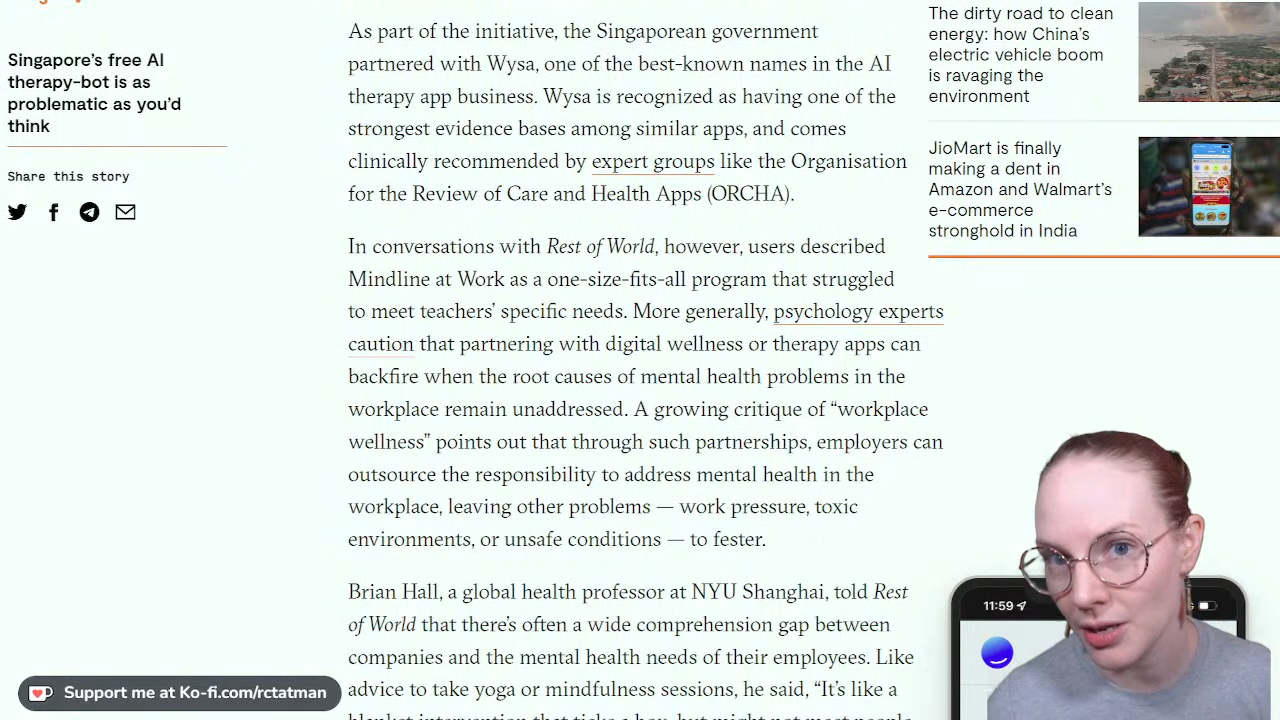 Singapore’s free AI
therapy-bot is as
problematic as you’d
think
Share this story
As part of the initiative, the Singaporean government
partnered with Wysa, one of the best-known names in the AI
therapy app business. Wysa is recognized as having one of the
strongest evidence bases among similar apps, and comes
clinically recommended by expert groups like the Organisation
for the Review of Care and Health Apps (ORCHA).
In conversations with Rest of World, however, users described
Mindline at Work as a one-size-fits-all program that struggled
to meet teachers’ specific needs. More generally, psychology experts
caution that partnering with digital wellness or therapy apps can
backfire when the root causes of mental health problems in the
workplace remain unaddressed. A growing critique of “workplace
wellness” points out that through such partnerships, employers can
outsource the responsibility to address mental health in the
workplace, leaving other problems — work pressure, toxic
environments, or unsafe conditions — to fester.
Brian Hall, a global health professor at NYU Shanghai, told Rest
of World that there’s often a wide comprehension gap between
companies and the mental health needs of their employees. Like
advice to take yoga or mindfulness sessions, he said, “It’s like a
blanket intervention that ticks a box, but might not meet people
The dirty road to clean
energy: how China’s
electric vehicle boom
is ravaging the
environment
JioMart is finally
making a dent in
Amazon and Walmart’s
e-commerce
stronghold in India
11:59
Support me at Ko-fi.com/rctatman